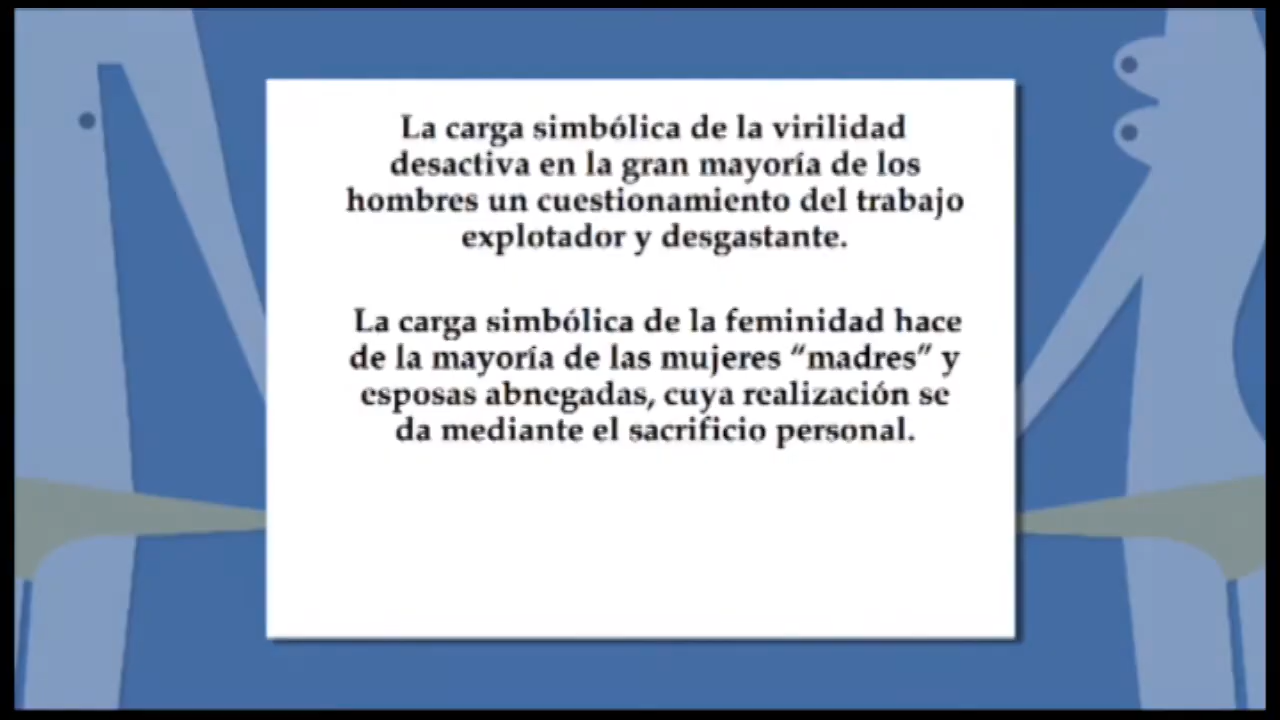 La carga simbólica de la virilidad
desactiva en la gran mayoría de los
hombres un cuestionamiento del trabajo
explotador y desgastante.
La carga simbólica de la feminidad hace
de la mayoría de las mujeres “madres” y
esposas abnegadas, cuya realización se
da mediante el sacrificio personal.